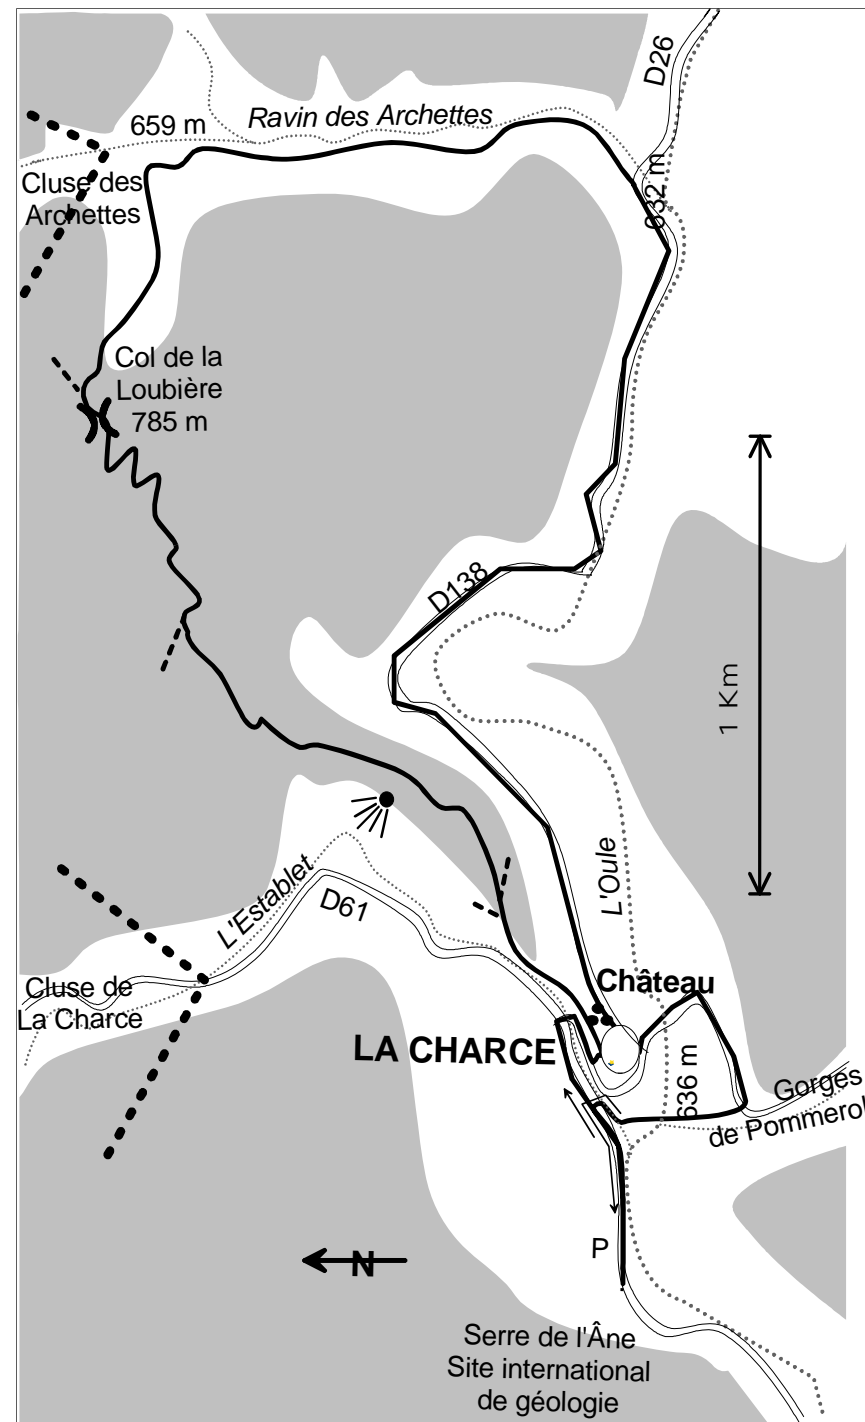 D26
659 m
Ravin des Archettes
Cluse des
Archettes
632 m
Col de la
Loubière
785 m
D138
1 Km
L'Oule
L'Establet
D61
Château
Cluse de
La Charce
LA CHARCE
636 m
Gorges
de Pommerol
P
N
Serre de l'Âne
Site international
de géologie